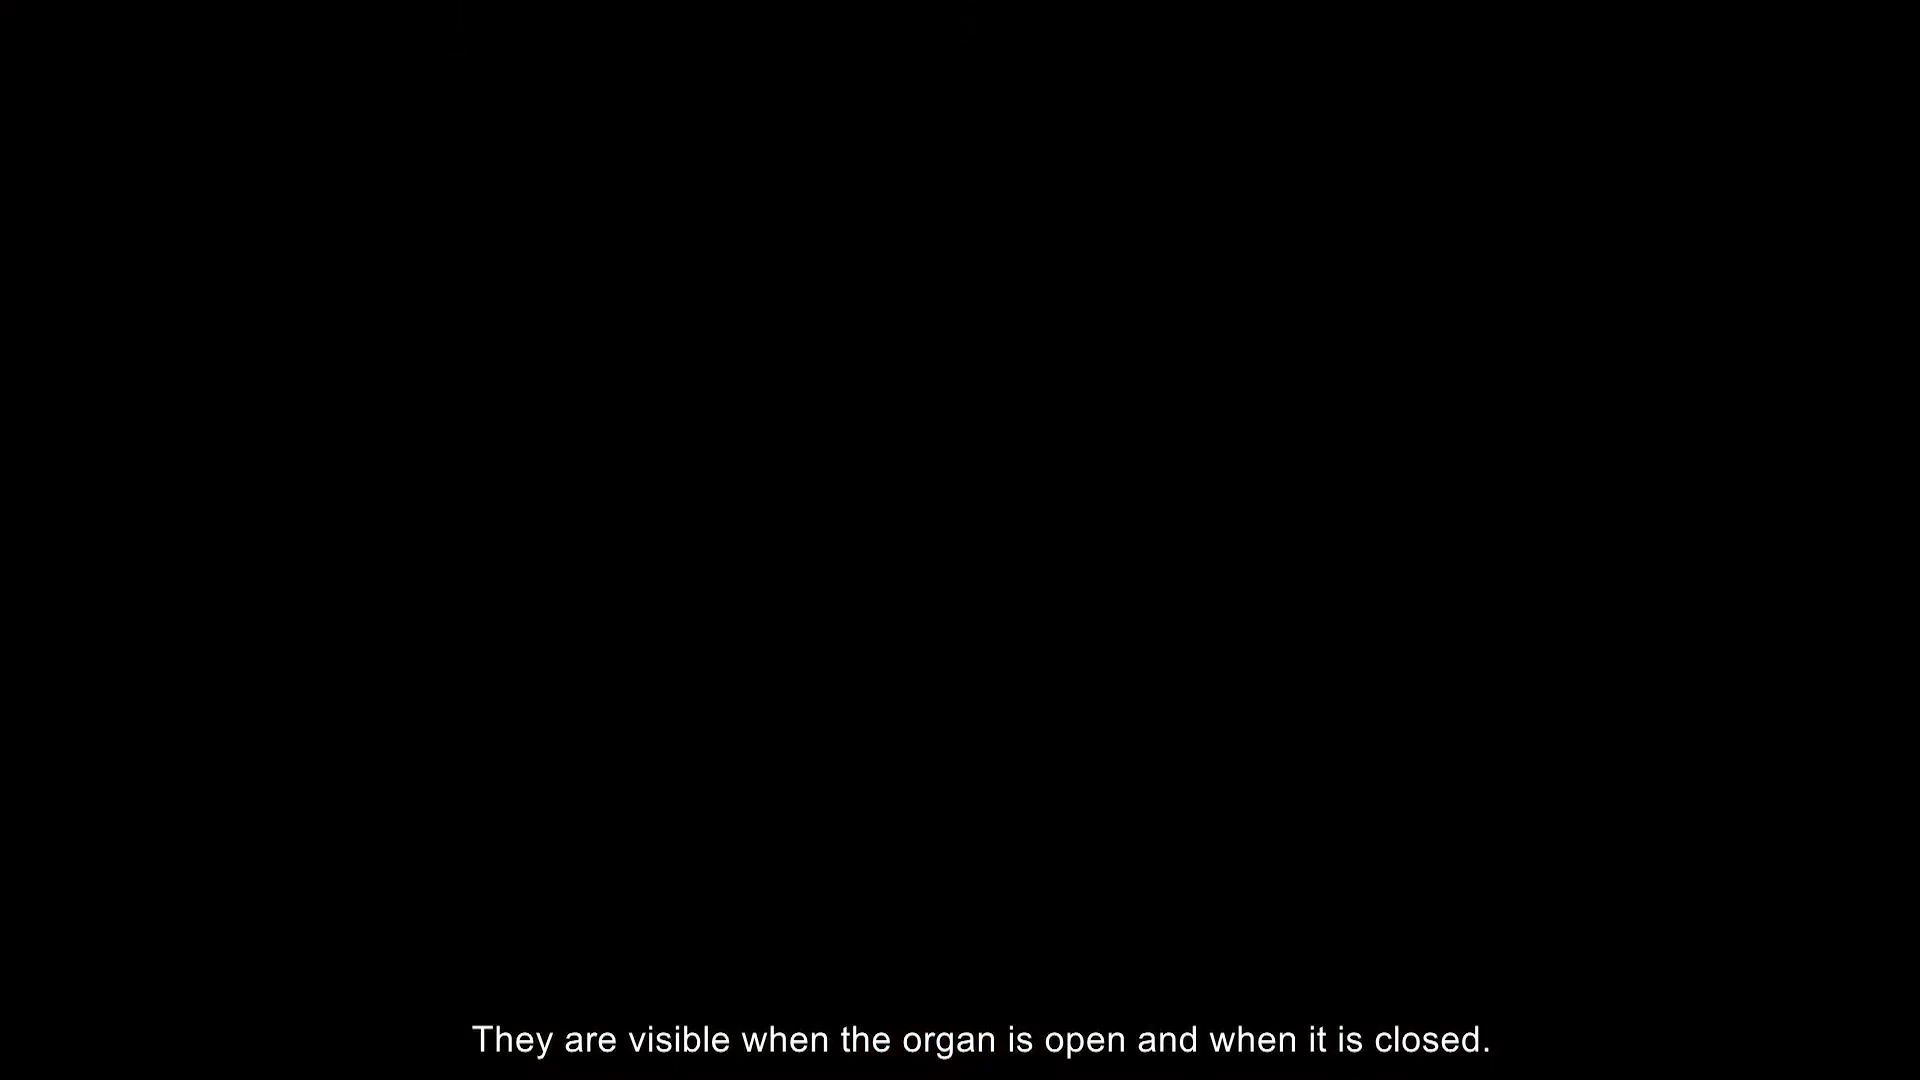 They are visible when the organ is open and when it is closed.